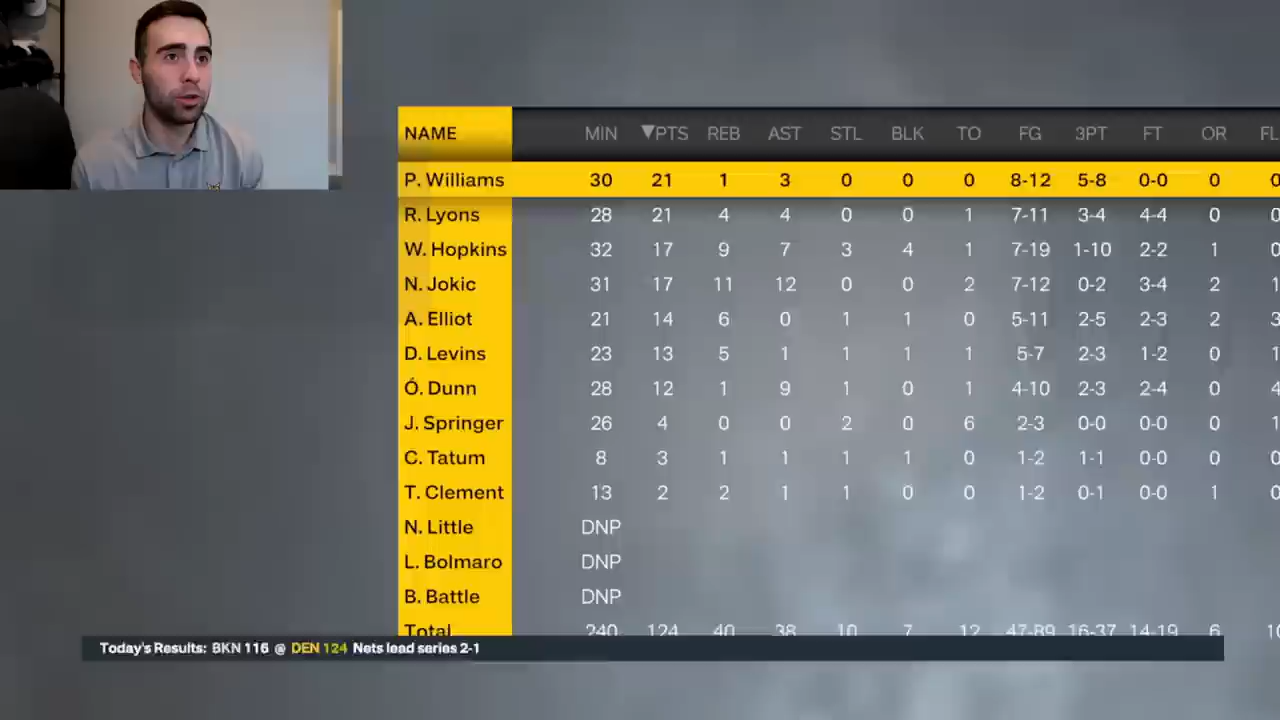 NAME MIN ▼PTS REB AST STL BLK TO FG 3PT FT OR FL
P. Williams 30 21 1 3 0 0 0 8-12 5-8 0-0 0 0
R. Lyons 28 21 4 4 0 0 1 7-11 3-4 4-4 0 0
W. Hopkins 32 17 9 7 3 4 1 7-19 1-10 2-2 1 0
N. Jokic 31 17 11 12 0 0 2 7-12 0-2 3-4 2 1
A. Elliot 21 14 6 0 1 1 0 5-11 2-5 2-3 2 3
D. Levins 23 13 5 1 1 1 1 5-7 2-3 1-2 0 1
Ó. Dunn 28 12 1 9 1 0 1 4-10 2-3 2-4 0 4
J. Springer 26 4 0 0 2 0 6 2-3 0-0 0-0 0 1
C. Tatum 8 3 1 1 1 1 0 1-2 1-1 0-0 0 0
T. Clement 13 2 2 1 1 0 0 1-2 0-1 0-0 1 0
N. Little DNP
L. Bolmaro DNP
B. Battle DNP
Total 240 124 40 38 10 7 12 47-89 16-37 14-19 6 10
Today's Results: BKN 116 @ DEN 124 Nets lead series 2-1